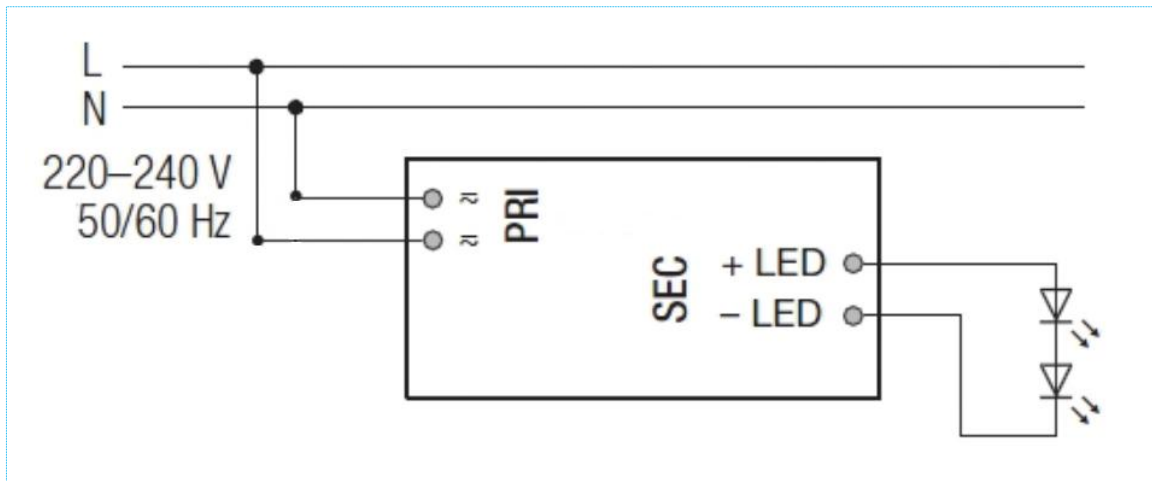 L
N
220–240 V
50/60 Hz
≈
≈
PRI
SEC
+ LED
– LED